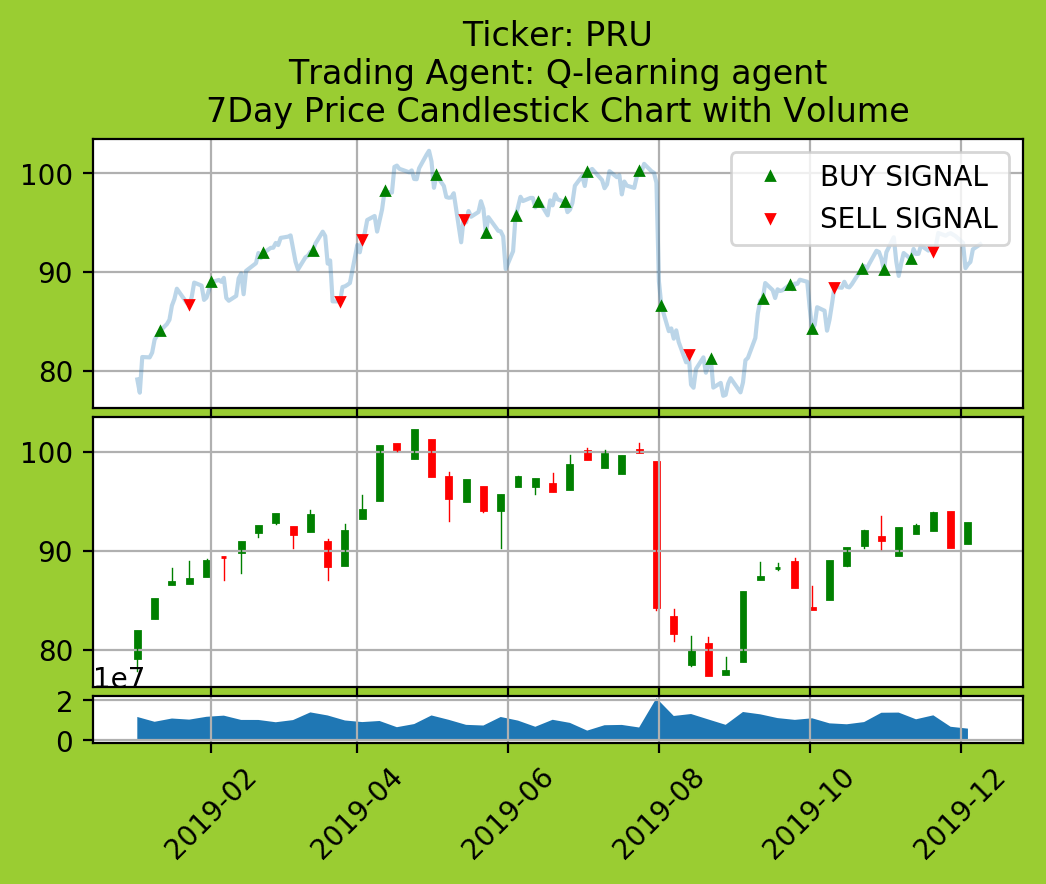 Ticker: PRU
Trading Agent: Q-learning agent
7Day Price Candlestick Chart with Volume
100
90
80
BUY SIGNAL
SELL SIGNAL
100
90
80
1e7
2
0
2019-02
2019-04
2019-06
2019-08
2019-10
2019-12